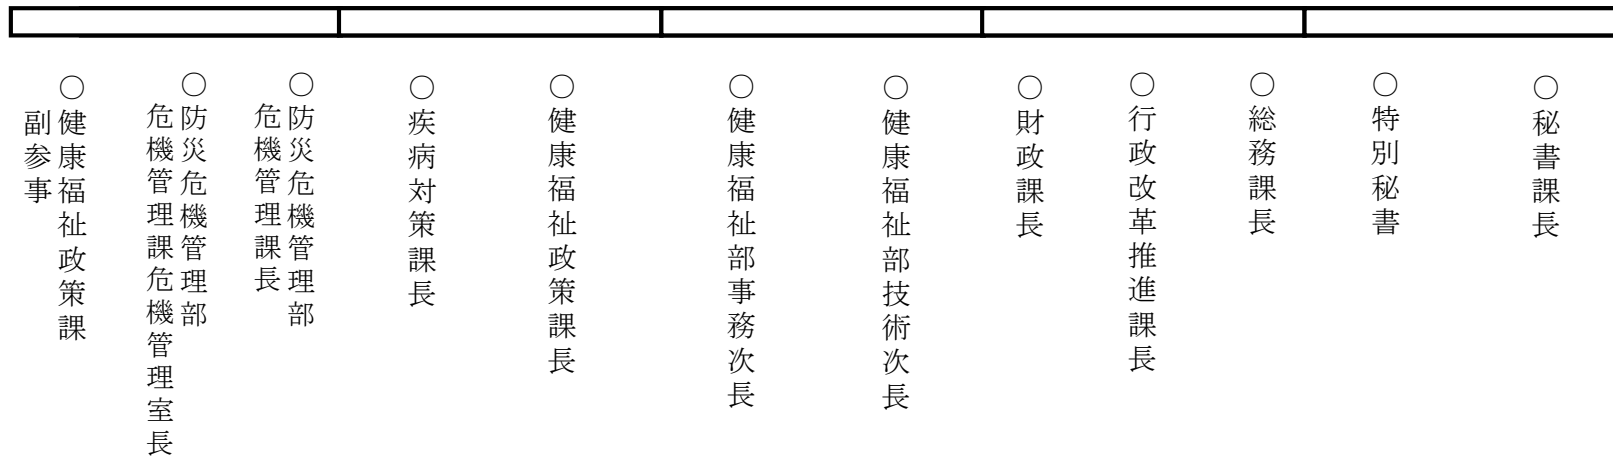 ○秘書課長
○特別秘書
○総務課長
○行政改革推進課長
○財政課長
○健康福祉部技術次長
○健康福祉部事務次長
○健康福祉政策課長
○疾病対策課長
○防災危機管理部
危機管理課長
○防災危機管理部
危機管理課危機管理室長
○健康福祉政策課
副参事